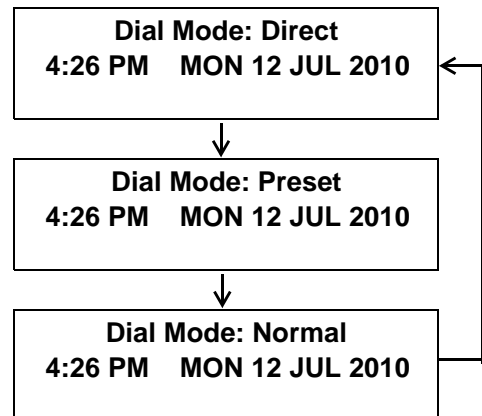 Dial Mode: Direct
4:26 PM MON 12 JUL 2010
Dial Mode: Preset
4:26 PM MON 12 JUL 2010
Dial Mode: Normal
4:26 PM MON 12 JUL 2010